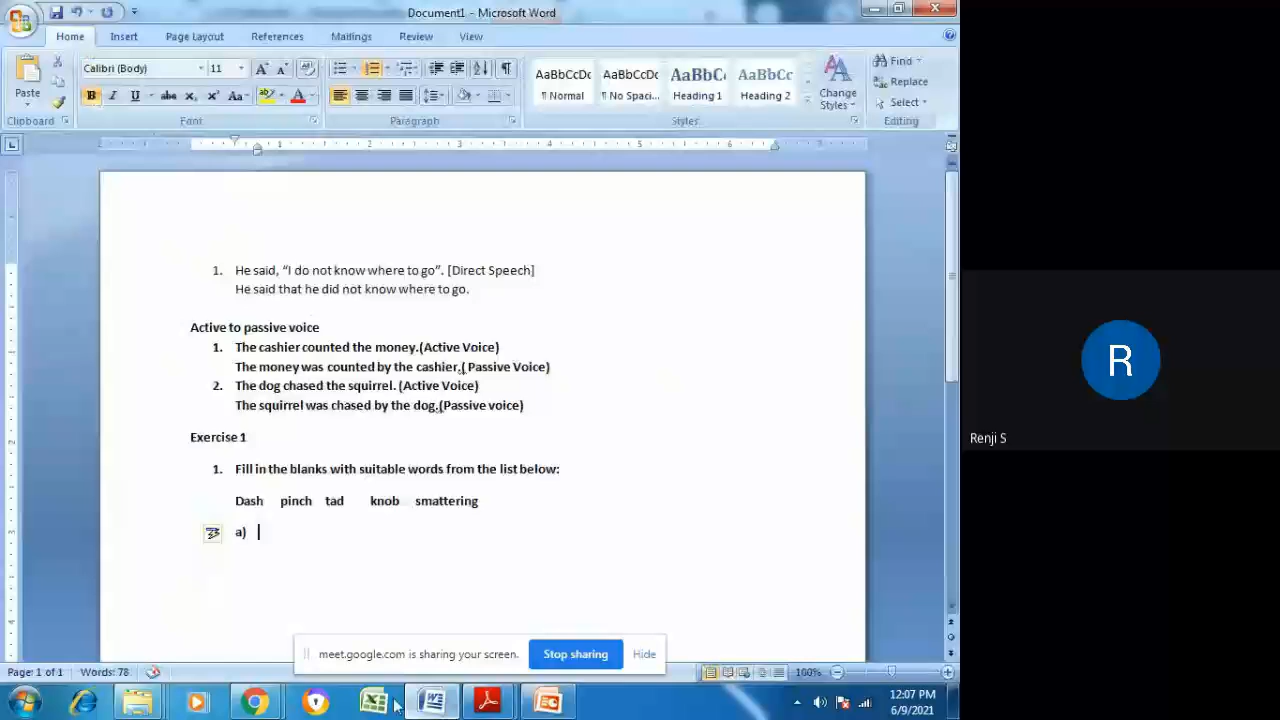 Document1 - Microsoft Word
Home Insert Page Layout References Mailings Review View
Calibri (Body) 11
AaBbCcDc AaBbCcDc AaBbC AaBbCc
¶ Normal ¶ No Spaci... Heading 1 Heading 2
Paste
Change Styles
Find
Replace
Select
Clipboard Font Paragraph Styles Editing
1. He said, “I do not know where to go”. [Direct Speech]
He said that he did not know where to go.
Active to passive voice
1. The cashier counted the money.(Active Voice)
The money was counted by the cashier.( Passive Voice)
2. The dog chased the squirrel. (Active Voice)
The squirrel was chased by the dog.(Passive voice)
Exercise 1
1. Fill in the blanks with suitable words from the list below:
Dash pinch tad knob smattering
a)
R
Renji S
meet.google.com is sharing your screen. Stop sharing Hide
Page: 1 of 1 Words: 78 100%
12:07 PM
6/9/2021